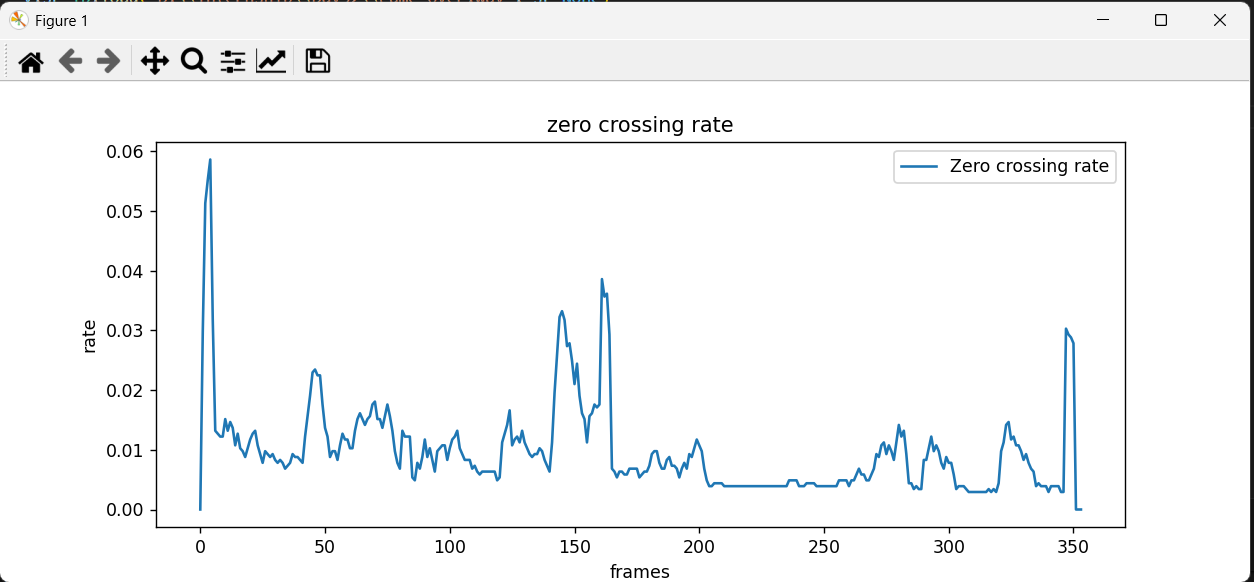 Figure 1
zero crossing rate
Zero crossing rate
rate
0.06
0.05
0.04
0.03
0.02
0.01
0.00
0 50 100 150 200 250 300 350
frames